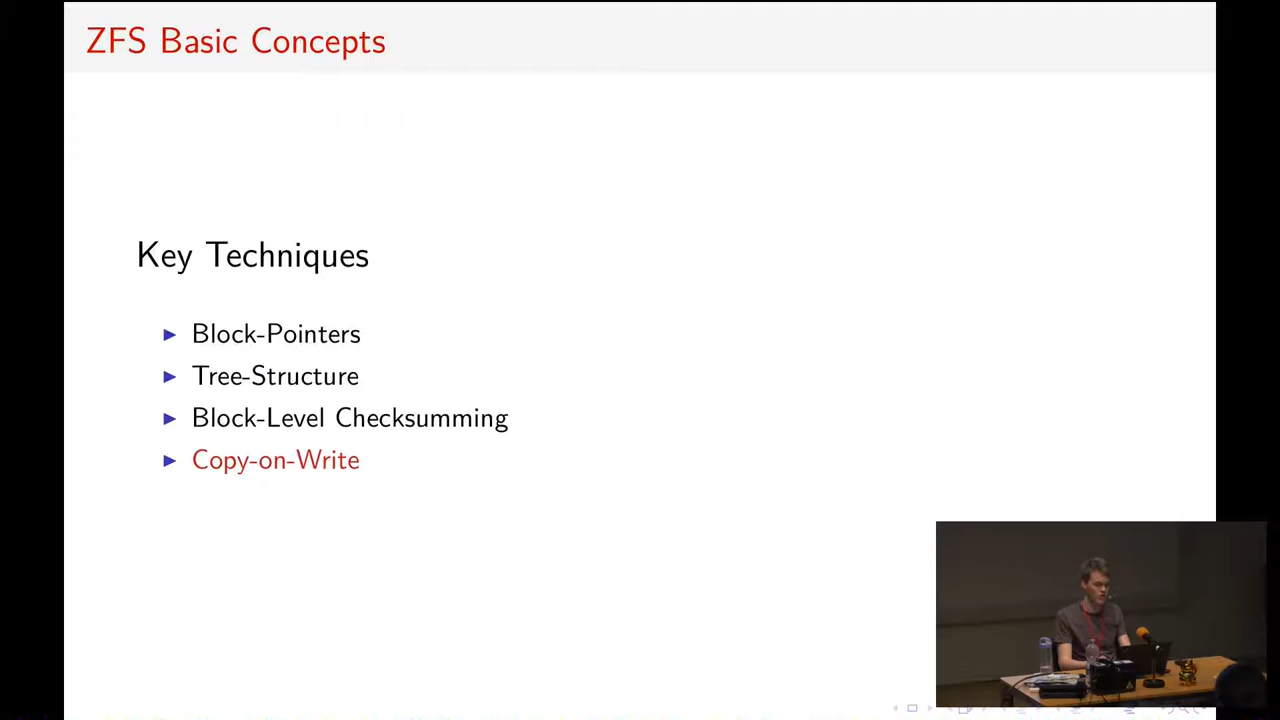 ZFS Basic Concepts
Key Techniques
Block-Pointers
Tree-Structure
Block-Level Checksumming
Copy-on-Write